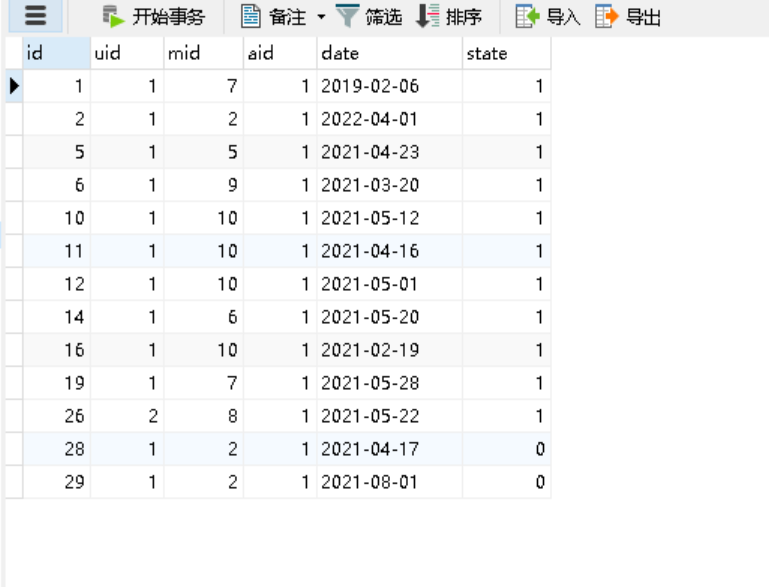 开始事务 备注 筛选 排序 导入 导出
id uid mid aid date state
1 1 7 1 2019-02-06 1
2 1 2 1 2022-04-01 1
5 1 5 1 2021-04-23 1
6 1 9 1 2021-03-20 1
10 1 10 1 2021-05-12 1
11 1 10 1 2021-04-16 1
12 1 10 1 2021-05-01 1
14 1 6 1 2021-05-20 1
16 1 10 1 2021-02-19 1
19 1 7 1 2021-05-28 1
26 2 8 1 2021-05-22 1
28 1 2 1 2021-04-17 0
29 1 2 1 2021-08-01 0